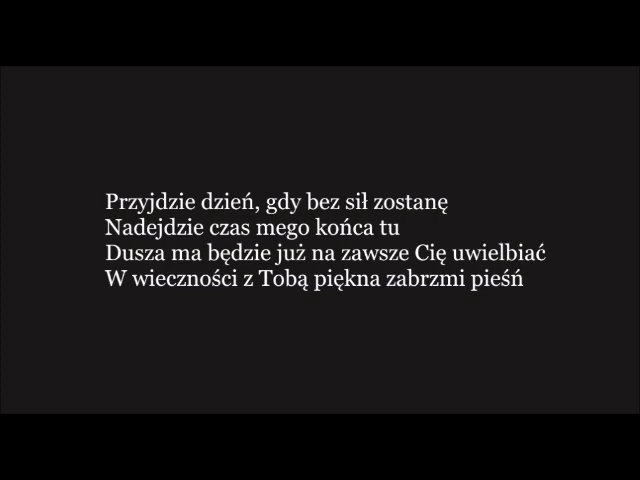 Przyjdzie dzień, gdy bez sił zostanę
Nadejdzie czas mego końca tu
Dusza ma będzie już na zawsze Cię uwielbiać
W wieczności z Tobą piękna zabrzmi pieśń